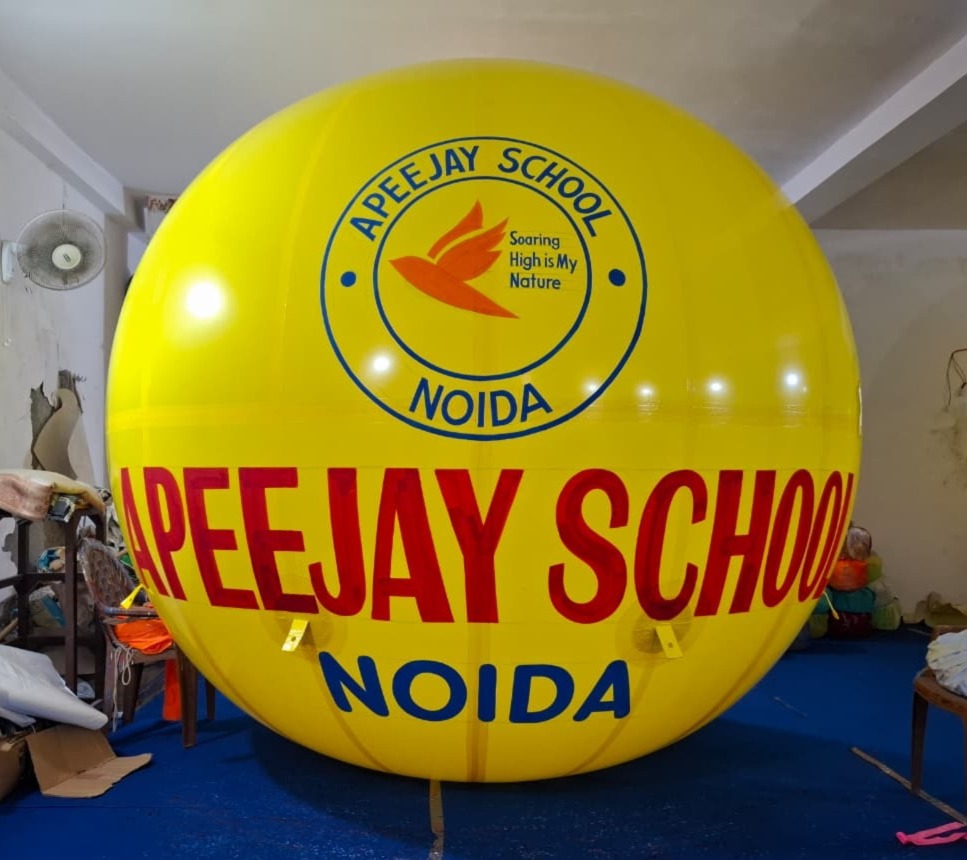 APEEJAY SCHOOL
Soaring
High is My
Nature
NOIDA
APEEJAY SCHOOL
NOIDA